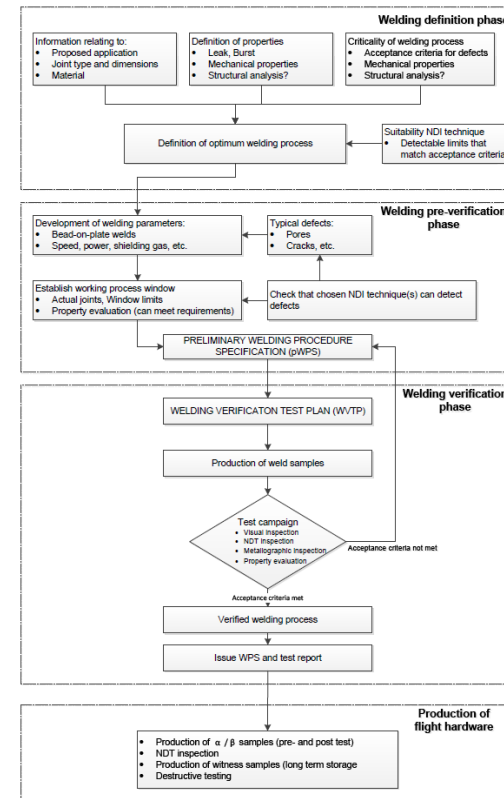 Welding definition phase
Information relating to:
• Proposed application
• Joint type and dimensions
• Material
Definition of properties
• Leak, Burst
• Mechanical properties
• Structural analysis?
Criticality of welding process
• Acceptance criteria for defects
• Mechanical properties
• Structural analysis?
Definition of optimum welding process
Suitability NDI technique
• Detectable limits that
match acceptance criteria
Welding pre-verification
phase
Development of welding parameters:
• Bead-on-plate welds
• Speed, power, shielding gas, etc.
Typical defects:
• Pores
• Cracks, etc.
Establish working process window
• Actual joints, Window limits
• Property evaluation (can meet requirements)
Check that chosen NDI technique(s) can detect
defects
PRELIMINARY WELDING PROCEDURE
SPECIFICATION (pWPS)
Welding verification
phase
WELDING VERIFICATON TEST PLAN (WVTP)
Production of weld samples
Test campaign
• Visual inspection
• NDT inspection
• Metallographic inspection
• Property evaluation
Acceptance criteria not met
Acceptance criteria met
Verified welding process
Issue WPS and test report
Production of
flight hardware
• Production of α / β samples (pre- and post test)
• NDT inspection
• Production of witness samples (long term storage
• Destructive testing